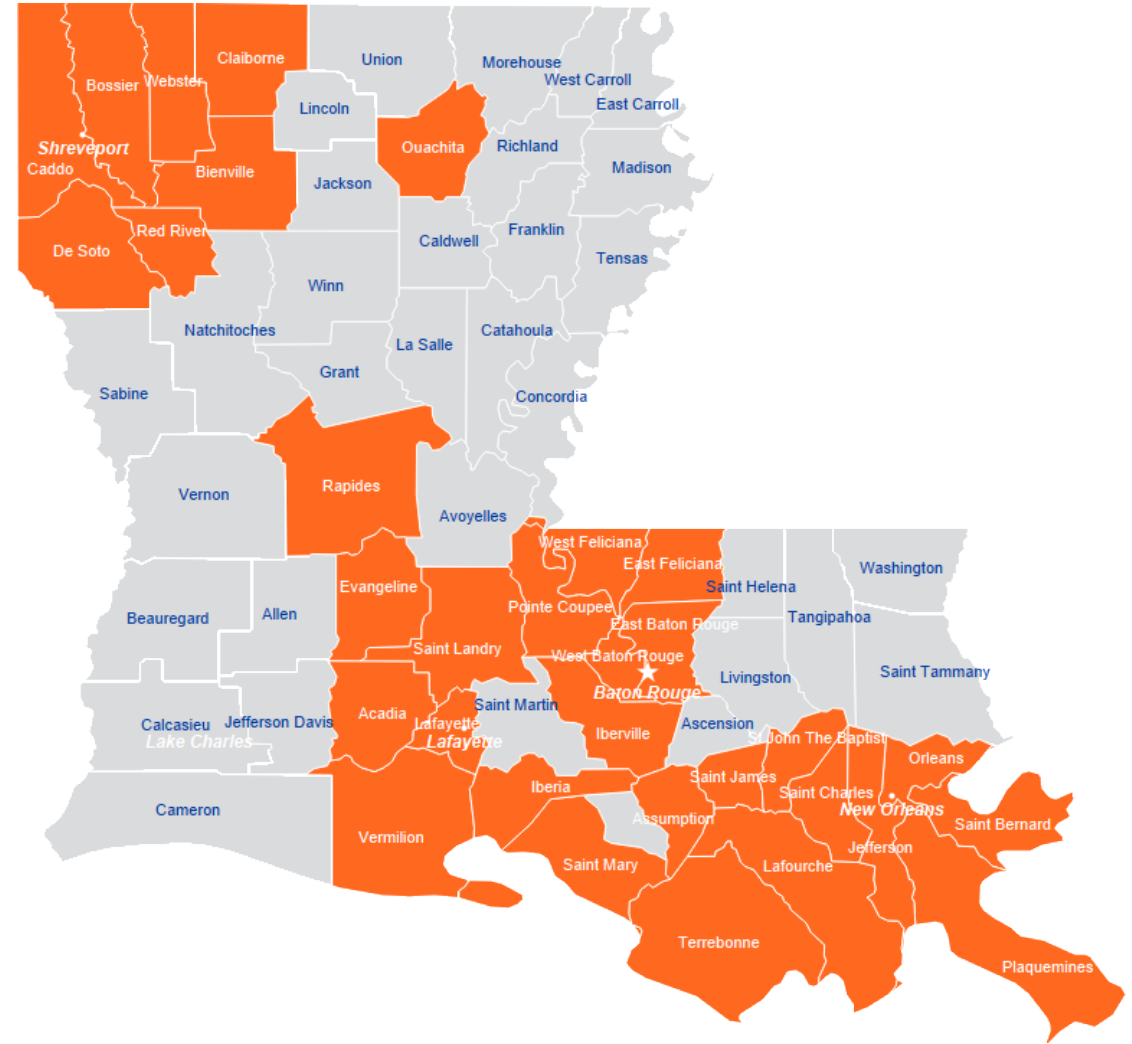 Claiborne
Union
Morehouse
Bossier
Webster
West Carroll
East Carroll
Lincoln
Shreveport
Caddo
Ouachita
Richland
Bienville
Jackson
Madison
Red River
De Soto
Caldwell
Franklin
Tensas
Winn
Natchitoches
La Salle
Catahoula
Grant
Sabine
Concordia
Rapides
Vernon
Avoyelles
West Feliciana
East Feliciana
Washington
Evangeline
Saint Helena
Beauregard
Allen
Pointe Coupee
Tangipahoa
East Baton Rouge
Saint Landry
West Baton Rouge
Livingston
Saint Tammany
Baton Rouge
Saint Martin
Acadia
Calcasieu
Jefferson Davis
Lafayette
Ascension
Lake Charles
Lafayette
Iberville
St John The Baptist
Orleans
Saint James
Iberia
Saint Charles
Cameron
New Orleans
Assumption
Saint Bernard
Vermilion
Jefferson
Saint Mary
Lafourche
Terrebonne
Plaquemines